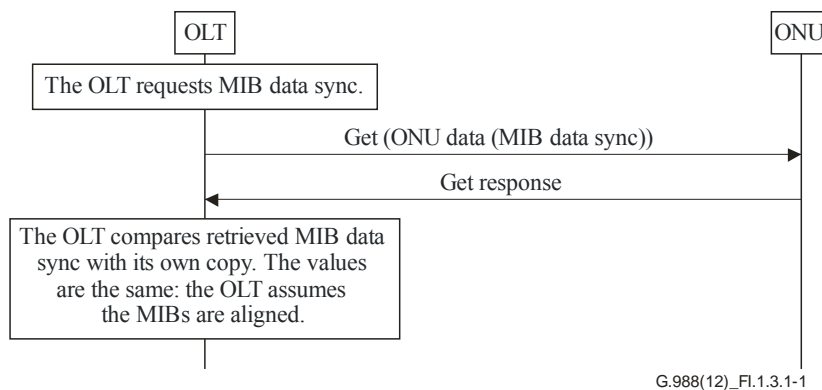 OLT
ONU
The OLT requests MIB data sync.
Get (ONU data (MIB data sync))
Get response
The OLT compares retrieved MIB data
sync with its own copy. The values
are the same: the OLT assumes
the MIBs are aligned.
G.988(12)_FI.1.3.1-1